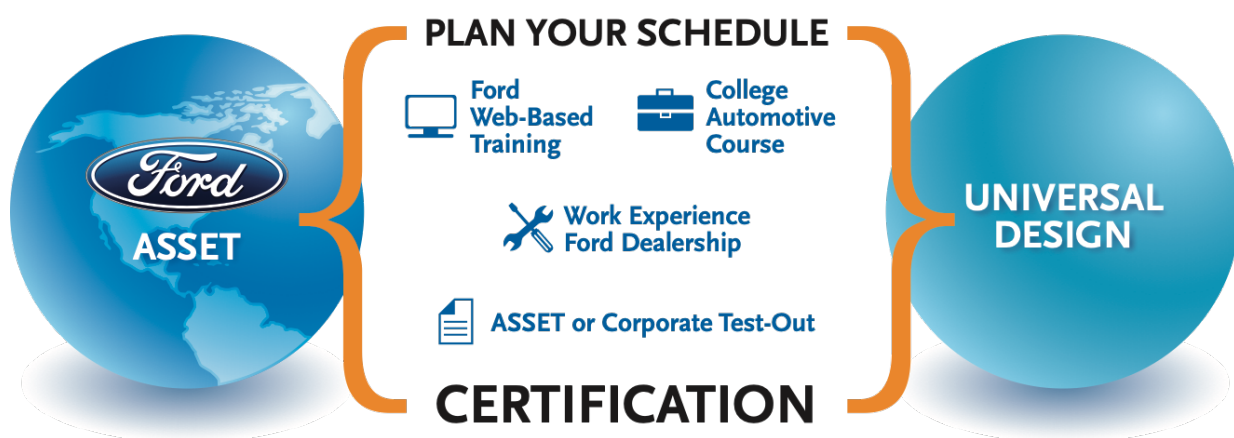 PLAN YOUR SCHEDULE
Ford
Web-Based
Training
College
Automotive
Course
Ford
ASSET
UNIVERSAL
DESIGN
Work Experience
Ford Dealership
ASSET or Corporate Test-Out
CERTIFICATION